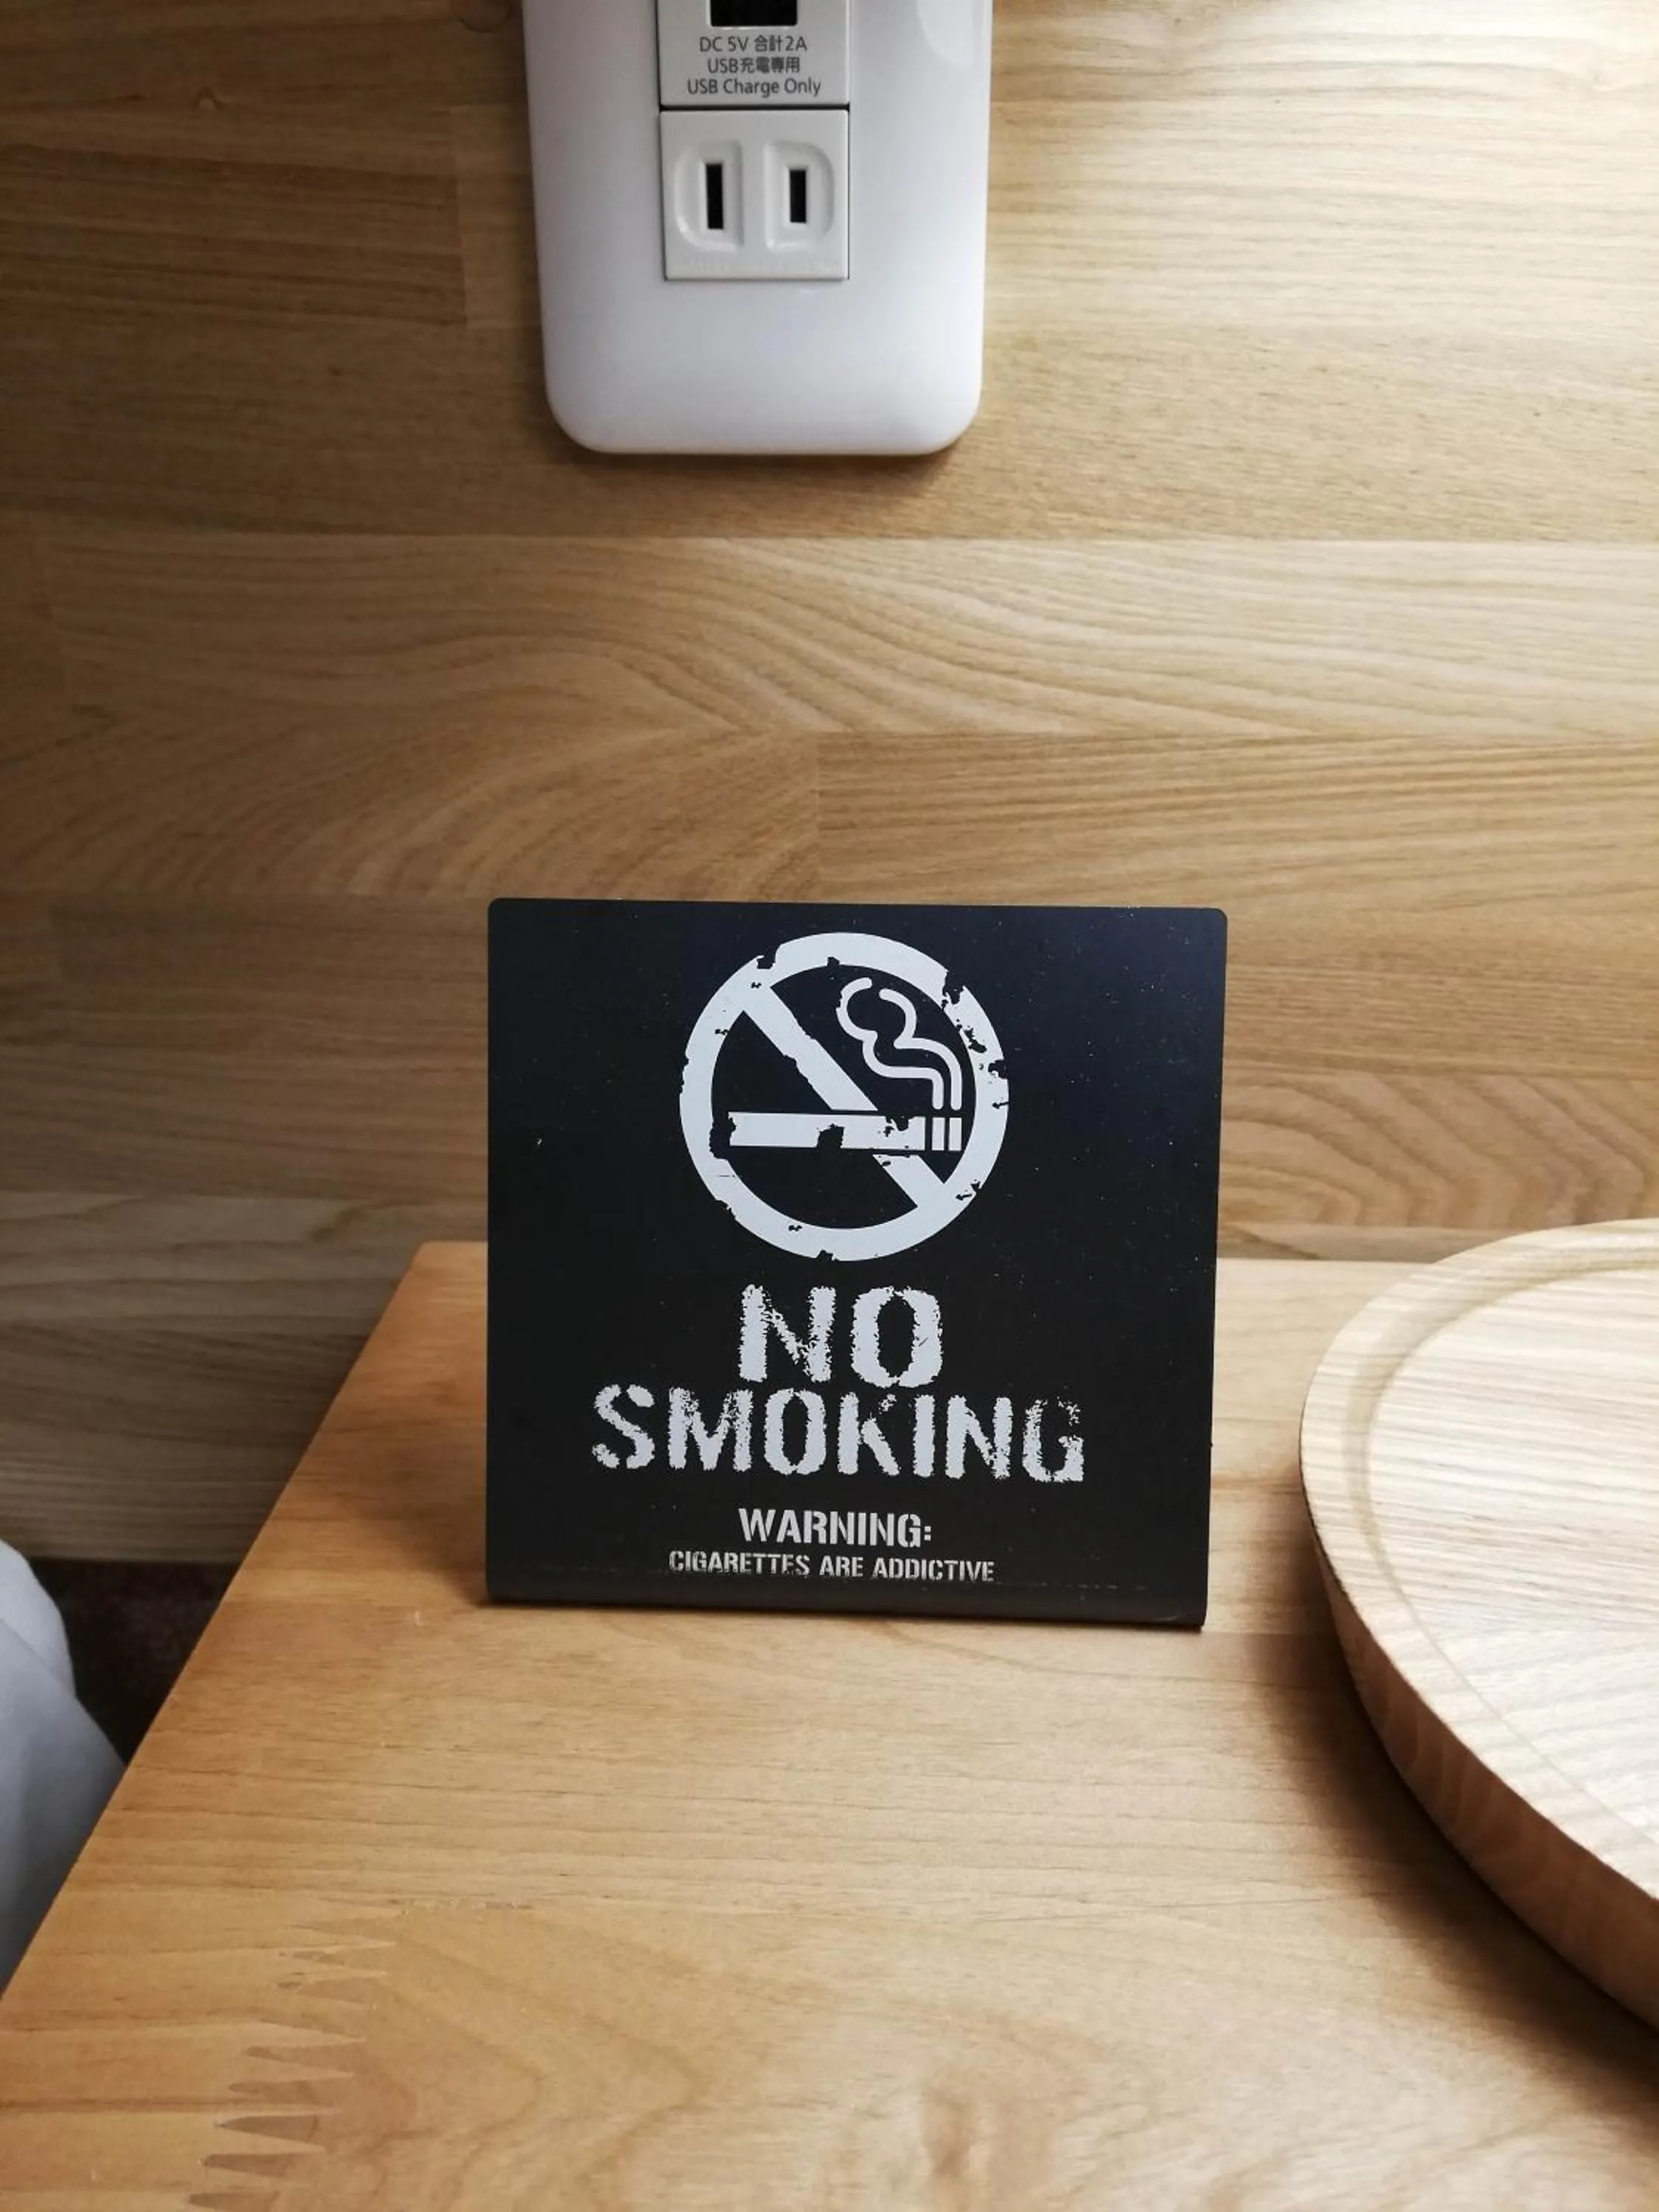 DC 5V 合計2A
USB充電専用
USB Charge Only
NO
SMOKING
WARNING:
CIGARETTES ARE ADDICTIVE